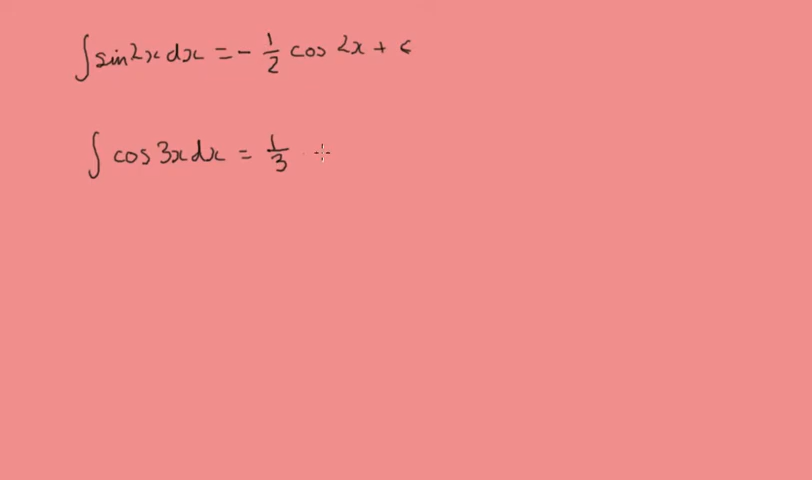 ∫ sin2x dx = - 1/2 cos 2x + c
∫ cos 3x dx = 1/3